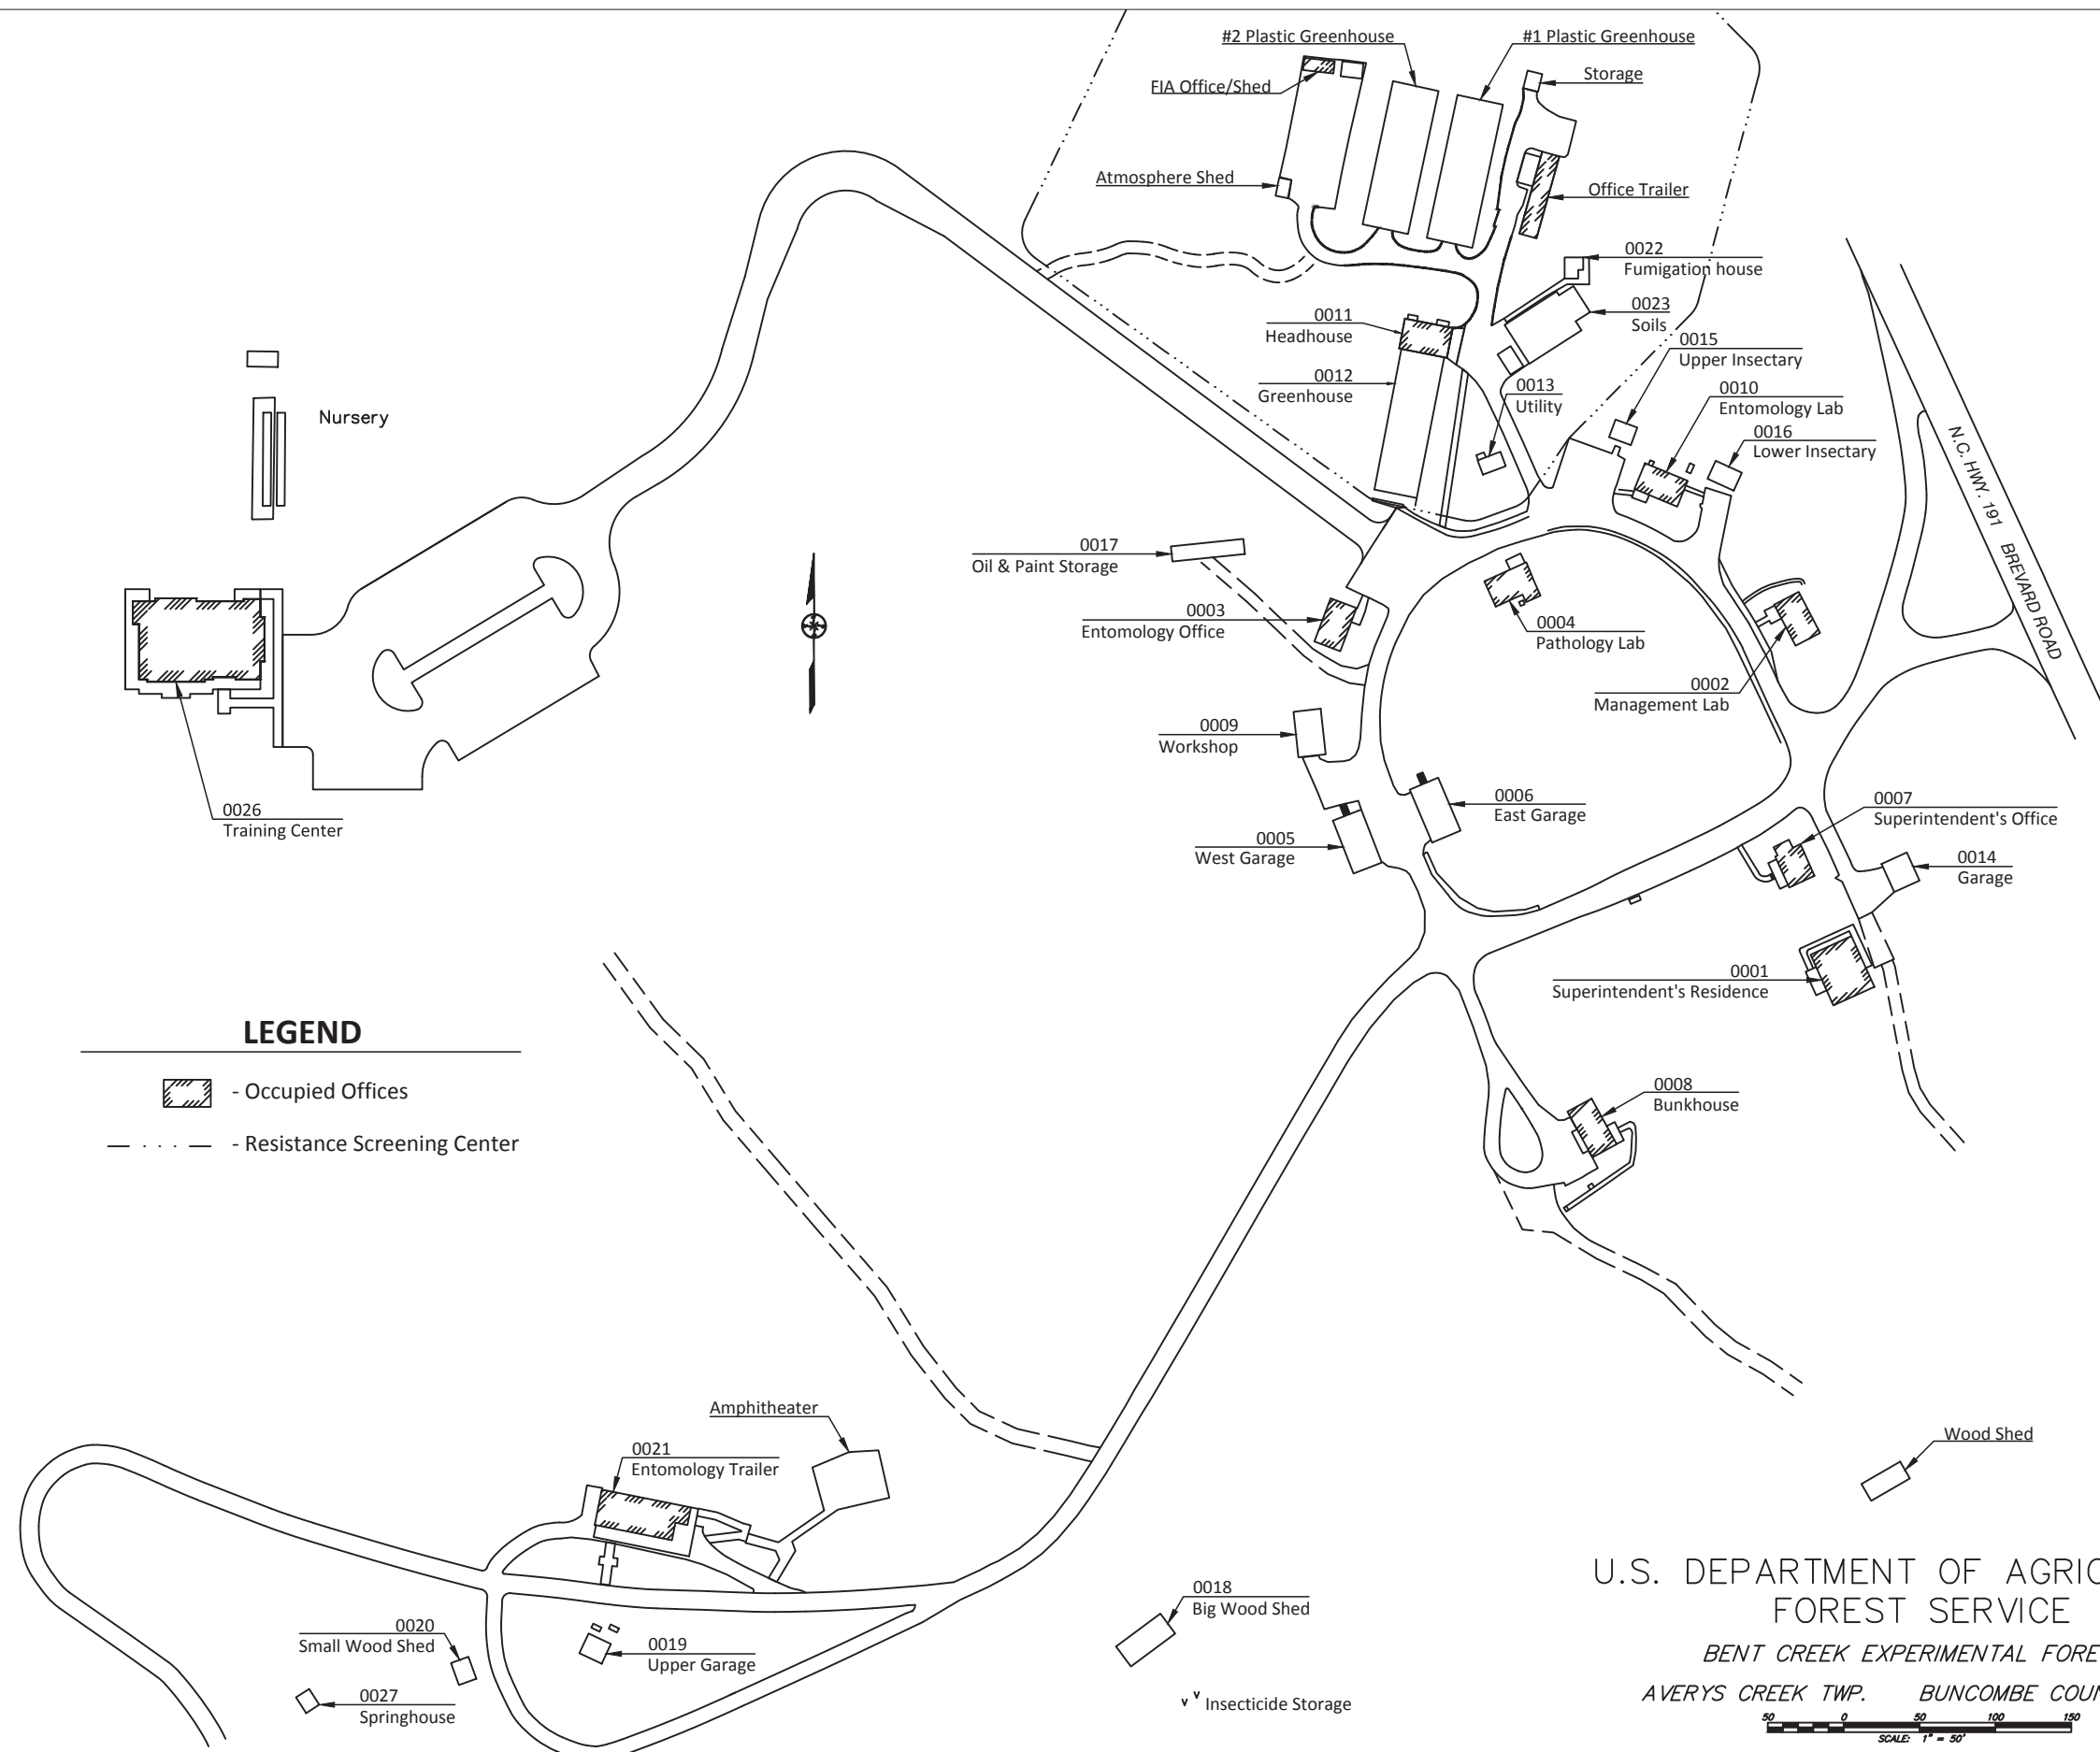 #2 Plastic Greenhouse
#1 Plastic Greenhouse
FIA Office/Shed
Storage
Atmosphere Shed
Office Trailer
0022
Fumigation house
0011
Headhouse
0023
Soils
0015
Upper Insectary
0012
Greenhouse
0013
Utility
0010
Entomology Lab
0016
Lower Insectary
Nursery
N.C. HWY. 191 BREVARD ROAD
0017
Oil & Paint Storage
0003
Entomology Office
0004
Pathology Lab
0002
Management Lab
0009
Workshop
0026
Training Center
0006
East Garage
0007
Superintendent's Office
0005
West Garage
0014
Garage
0001
Superintendent's Residence
LEGEND
- Occupied Offices
- Resistance Screening Center
0008
Bunkhouse
Amphitheater
0021
Entomology Trailer
Wood Shed
0018
Big Wood Shed
0020
Small Wood Shed
0019
Upper Garage
0027
Springhouse
Insecticide Storage
U.S. DEPARTMENT OF AGRIC
FOREST SERVICE
BENT CREEK EXPERIMENTAL FORE
AVERYS CREEK TWP. BUNCOMBE COUN
50 0 50 100 150
SCALE: 1" = 50'